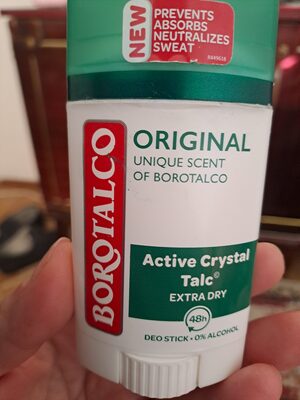 NEW
PREVENTS
ABSORBS
NEUTRALIZES
SWEAT
BOROTALCO
ORIGINAL
UNIQUE SCENT
OF BOROTALCO
Active Crystal
Talc©
EXTRA DRY
48h
DEO STICK • 0% ALCOHOL